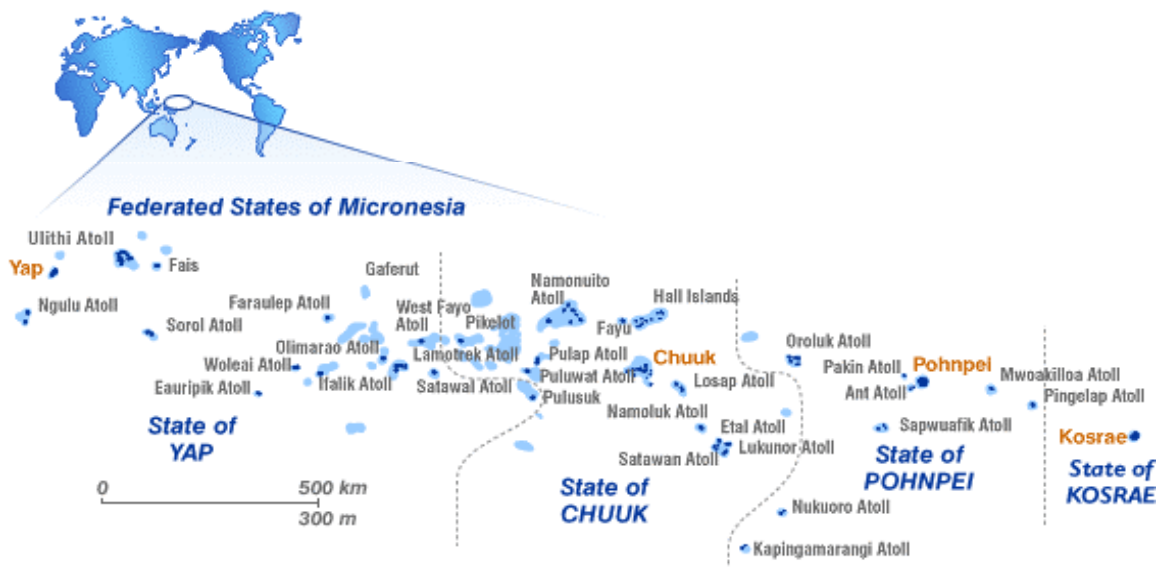 Federated States of Micronesia
Ulithi Atoll
Yap
Fais
Gaferut
Namonuito
Atoll
Hall Islands
Ngulu Atoll
Faraulep Atoll
West Fayo
Atoll
Pikelot
Fayu
Sorol Atoll
Olimarao Atoll
Lamotrek Atoll
Pulap Atoll
Chuuk
Oroluk Atoll
Woleai Atoll
Pakin Atoll
Pohnpei
Mwoakilloa Atoll
Eauripik Atoll
Ifalik Atoll
Satawal Atoll
Puluwat Atoll
Losap Atoll
Ant Atoll
Pingelap Atoll
Pulusuk
Namoluk Atoll
State of
YAP
Etal Atoll
Sapwuafik Atoll
Kosrae
Lukunor Atoll
Satawan Atoll
State of
POHNPEI
State of
KOSRAE
0
500 km
300 m
State of
CHUUK
Nukuoro Atoll
Kapingamarangi Atoll